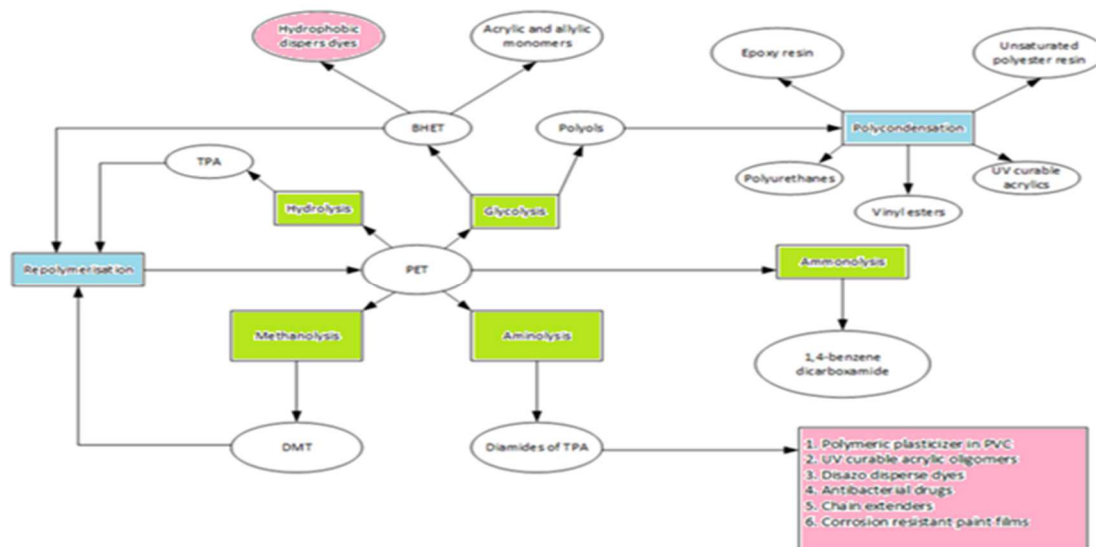 Hydrophobic
dispers dyes
Acrylic and allylic
monomers
Epoxy resin
Unsaturated
polyester resin
BHET
Polyols
Polycondensation
TPA
Polyurethanes
UV curable
acrylics
Hydrolysis
Glycolysis
Vinyl esters
Repolymerisation
PET
Ammonolysis
Methanolysis
Aminolysis
1,4-benzene
dicarboxamide
DMT
Diamides of TPA
1. Polymeric plasticizer in PVC
2. UV curable acrylic oligomers
3. Disazo disperse dyes
4. Antibacterial drugs
5. Chain extenders
6. Corrosion resistant paint films